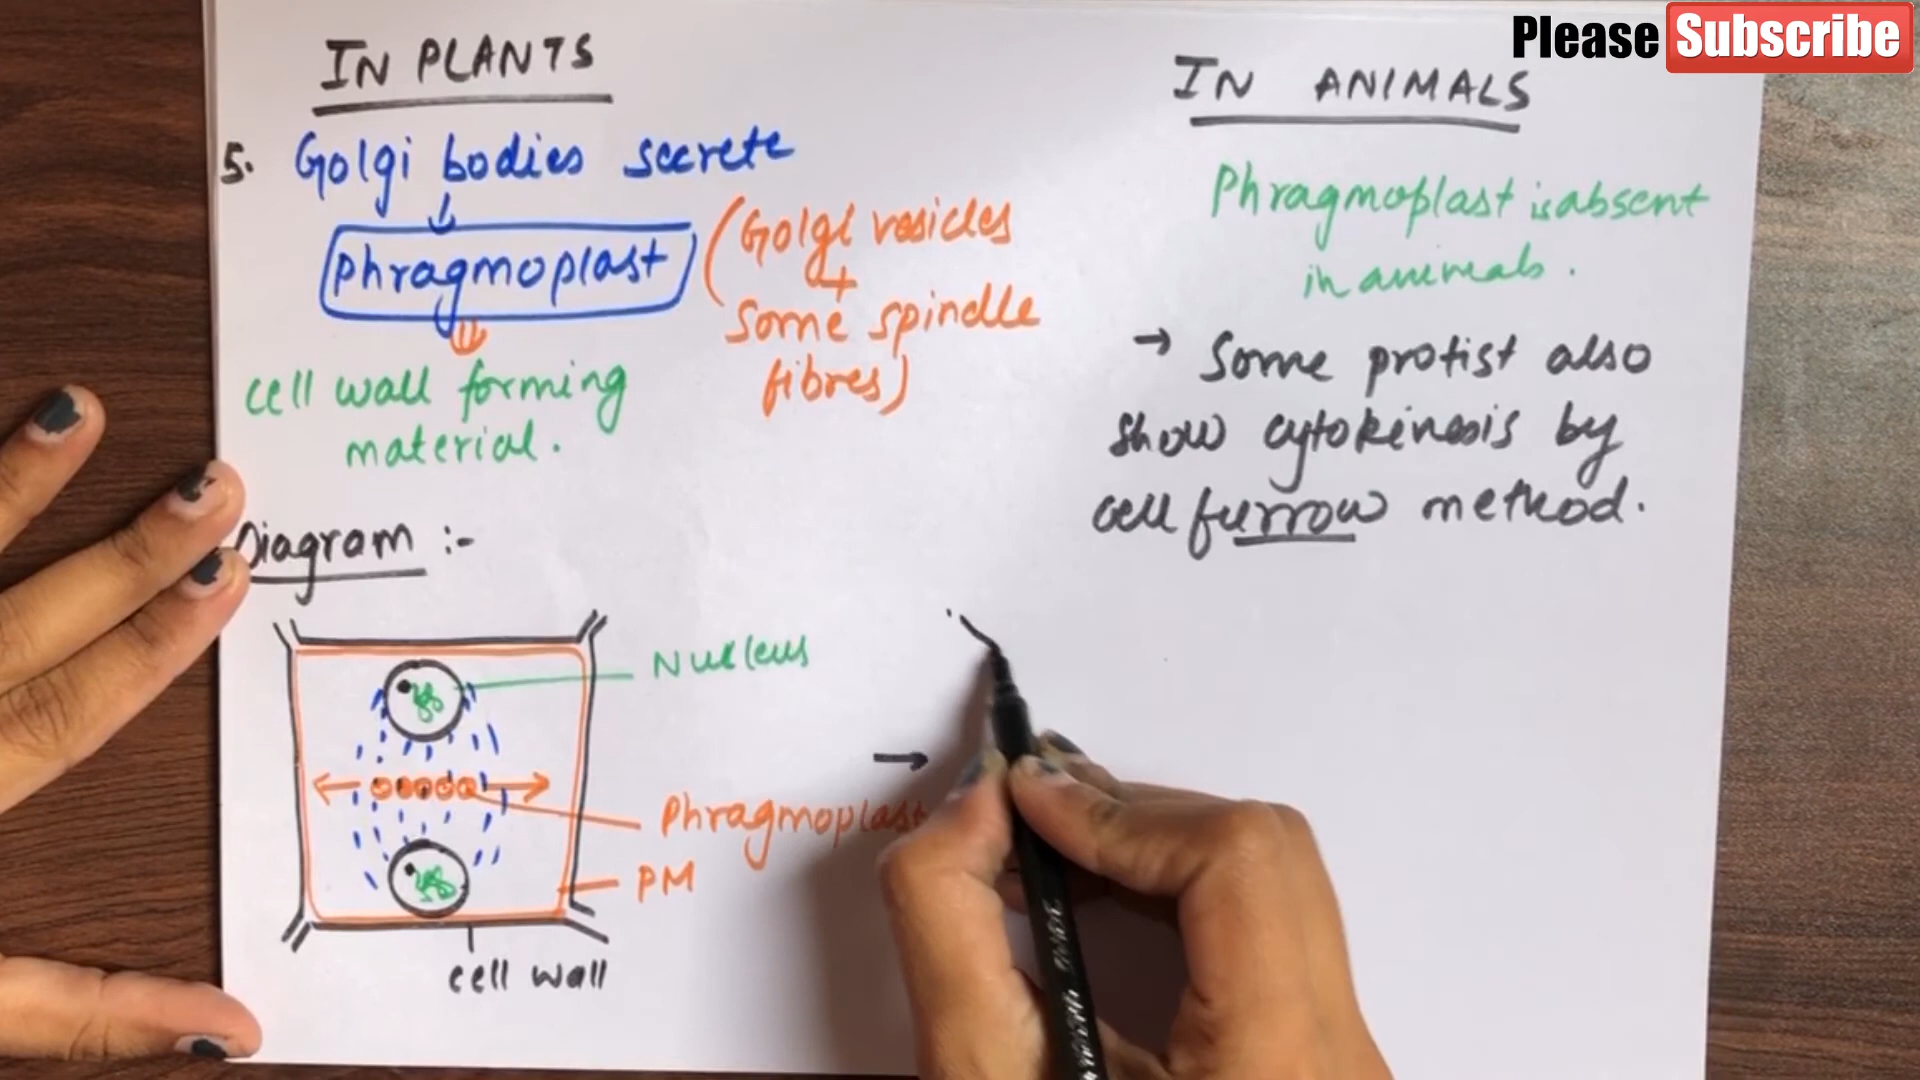 Please Subscribe
IN PLANTS
5. Golgi bodies secrete
Phragmoplast
(Golgi vesicles
+
Some spindle
fibres)
cell wall forming
material.
Diagram :-
Nucleus
Phragmoplast
PM
cell wall
IN ANIMALS
Phragmoplast is absent
in animals.
→ Some protist also
show cytokinesis by
cell furrow method.